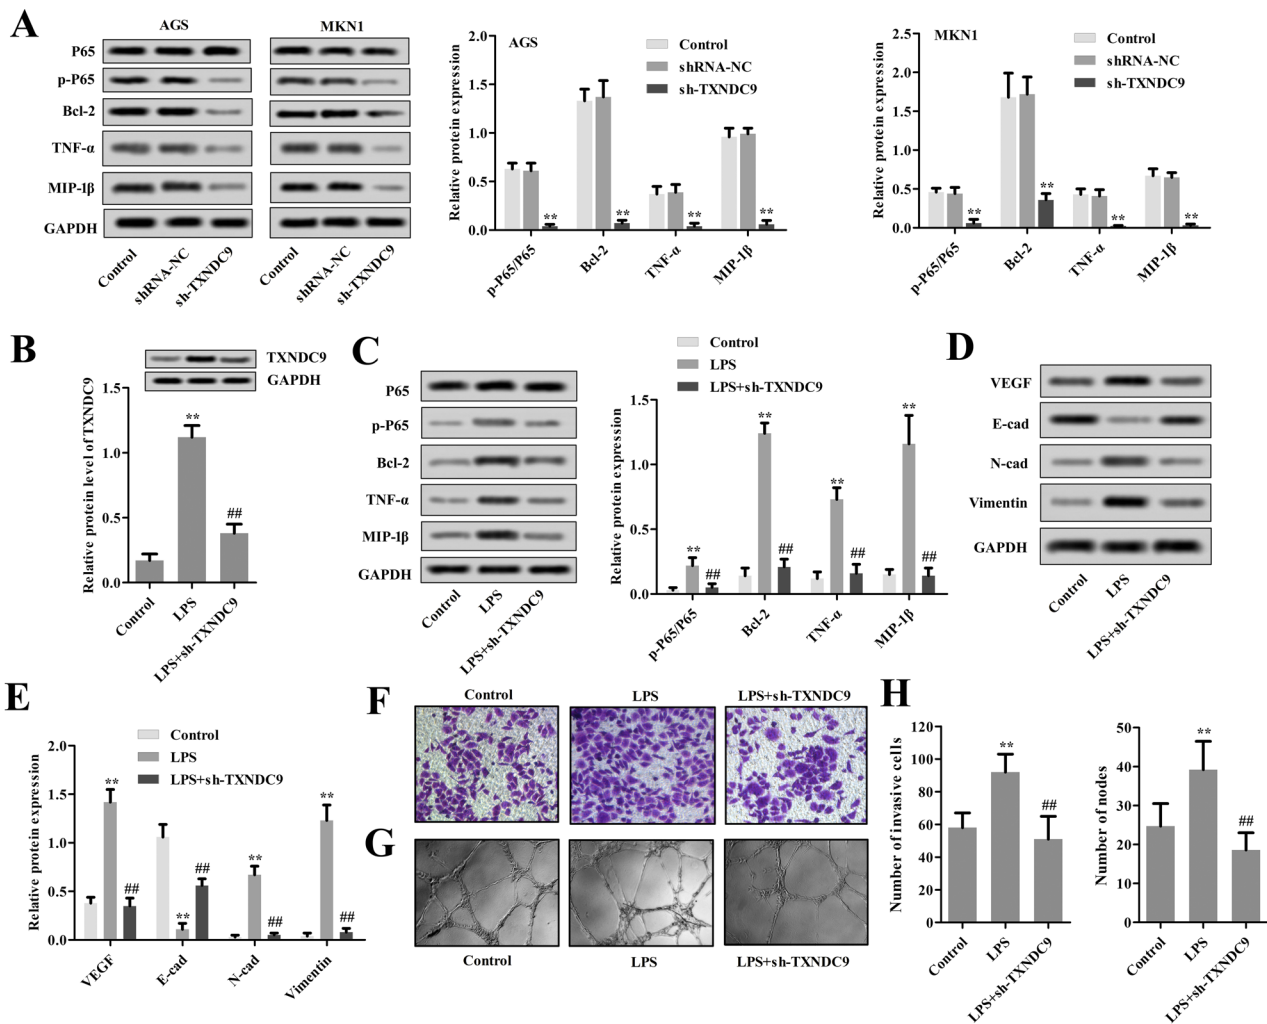 A
AGS
MKN1
P65
p-P65
Bcl-2
TNF-α
MIP-1β
GAPDH
Control
shRNA-NC
sh-TXNDC9
Control
shRNA-NC
sh-TXNDC9
AGS
Control
shRNA-NC
sh-TXNDC9
Relative protein expression
2.0
1.5
1.0
0.5
0.0
**
**
**
**
p-P65/P65
Bcl-2
TNF-α
MIP-1β
MKN1
Control
shRNA-NC
sh-TXNDC9
Relative protein expression
2.5
2.0
1.5
1.0
0.5
0.0
**
**
**
**
p-P65/P65
Bcl-2
TNF-α
MIP-1β
B
TXNDC9
GAPDH
Relative protein level of TXNDC9
1.5
1.0
0.5
0.0
**
##
Control
LPS
LPS+sh-TXNDC9
C
P65
p-P65
Bcl-2
TNF-α
MIP-1β
GAPDH
Control
LPS
LPS+sh-TXNDC9
Control
LPS
LPS+sh-TXNDC9
Relative protein expression
1.5
1.0
0.5
0.0
**
##
**
##
**
##
**
##
p-P65/P65
Bcl-2
TNF-α
MIP-1β
D
VEGF
E-cad
N-cad
Vimentin
GAPDH
Control
LPS
LPS+sh-TXNDC9
E
Control
LPS
LPS+sh-TXNDC9
Relative protein expression
2.0
1.5
1.0
0.5
0.0
**
##
**
##
**
##
**
##
VEGF
E-cad
N-cad
Vimentin
F
Control
LPS
LPS+sh-TXNDC9
G
Control
LPS
LPS+sh-TXNDC9
H
Number of invasive cells
120
100
80
60
40
20
0
**
##
Control
LPS
LPS+sh-TXNDC9
Number of nodes
50
40
30
20
10
0
**
##
Control
LPS
LPS+sh-TXNDC9